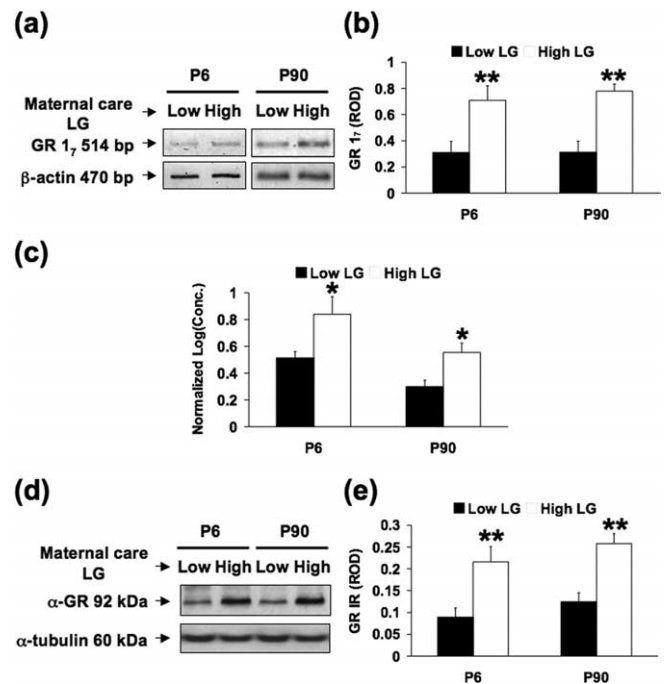 (a)
P6 P90
Maternal care LG Low High Low High
GR 1₇ 514 bp
β-actin 470 bp
(b)
Low LG High LG
GR 1₇ (ROD)
1
0.8
0.6
0.4
0.2
0
** **
P6 P90
(c)
Low LG High LG
Normalized Log(Conc.)
1
0.8
0.6
0.4
0.2
0
* *
P6 P90
(d)
P6 P90
Maternal care LG Low High Low High
α-GR 92 kDa
α-tubulin 60 kDa
(e)
Low LG High LG
GR IR (ROD)
0.3
0.25
0.2
0.15
0.1
0.05
0
** **
P6 P90